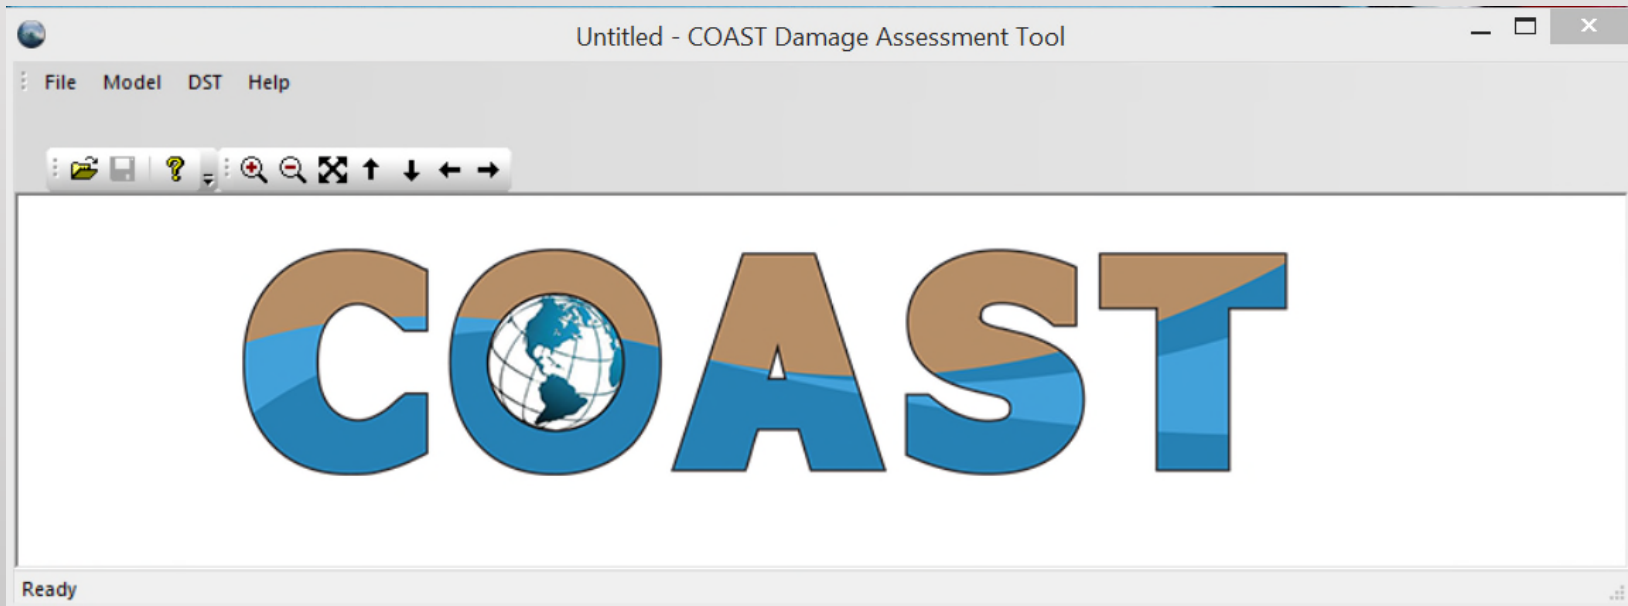 Untitled - COAST Damage Assessment Tool
File Model DST Help
COAST
Ready